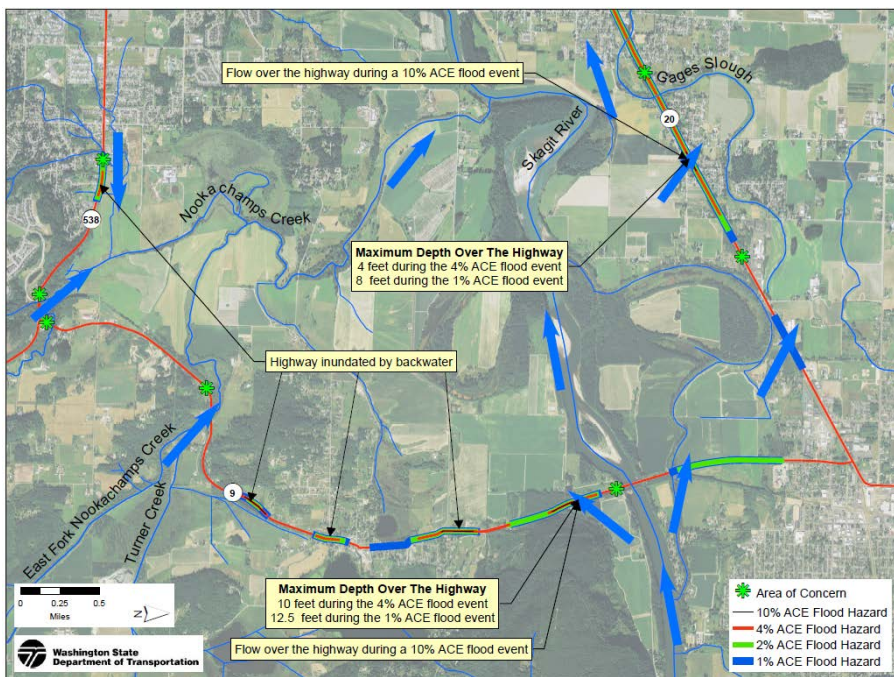 Flow over the highway during a 10% ACE flood event
Gages Slough
20
Skagit River
Nookachamps Creek
538
Maximum Depth Over The Highway
4 feet during the 4% ACE flood event
8 feet during the 1% ACE flood event
Highway inundated by backwater
East Fork Nookachamps Creek
Turner Creek
9
Maximum Depth Over The Highway
10 feet during the 4% ACE flood event
12.5 feet during the 1% ACE flood event
Flow over the highway during a 10% ACE flood event
0 0.25 0.5
Miles
N
Washington State
Department of Transportation
Area of Concern
10% ACE Flood Hazard
4% ACE Flood Hazard
2% ACE Flood Hazard
1% ACE Flood Hazard